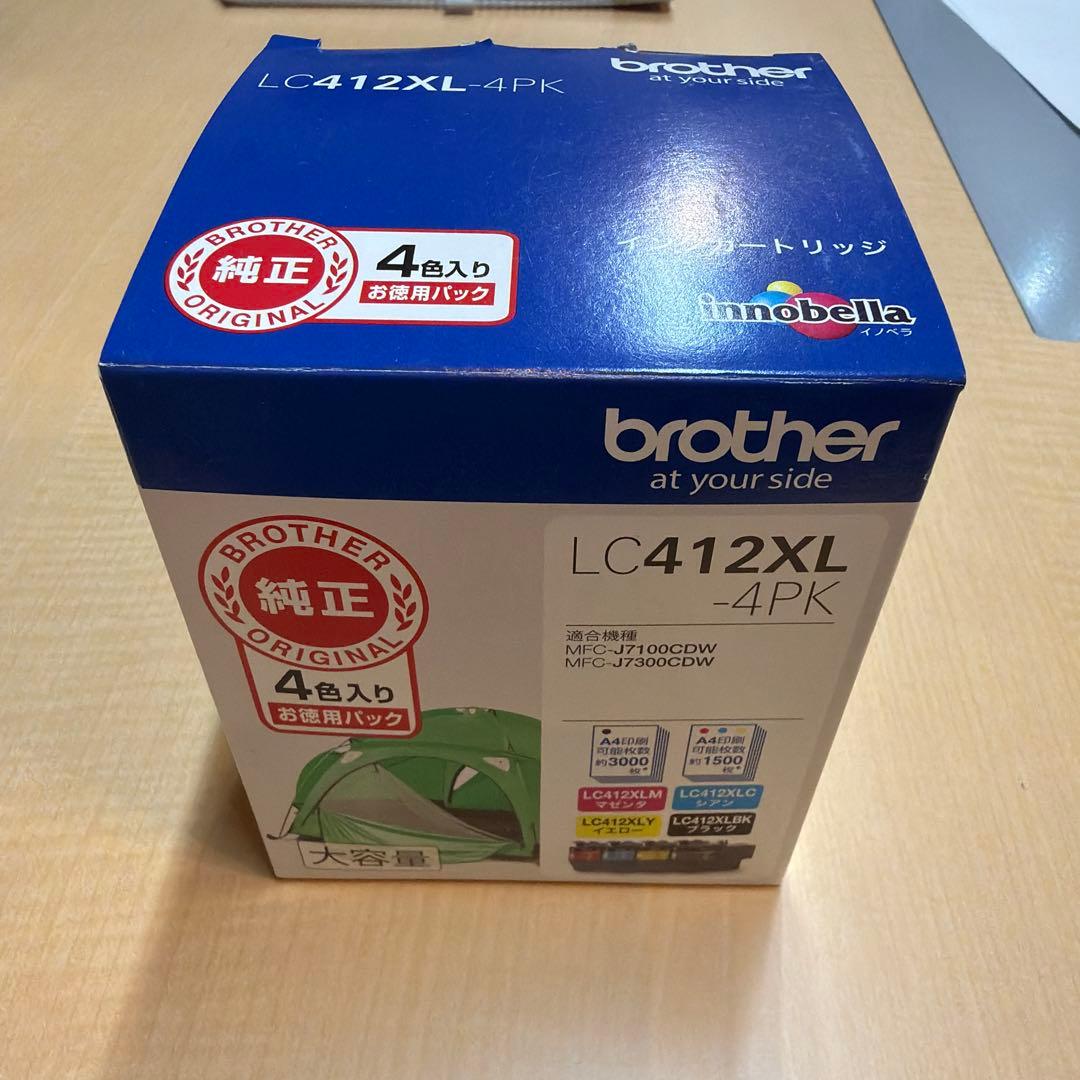 LC412XL-4PK
brother
at your side
BROTHER
純正
ORIGINAL
4色入り
お徳用パック
インクカートリッジ
innobella
イノベラ
brother
at your side
BROTHER
純正
ORIGINAL
4色入り
お徳用パック
大容量
LC412XL
-4PK
適合機種
MFC-J7100CDW
MFC-J7300CDW
A4印刷
可能枚数
約3000
枚*
A4印刷
可能枚数
約1500
枚*
LC412XLM
マゼンタ
LC412XLC
シアン
LC412XLY
イエロー
LC412XLBK
ブラック